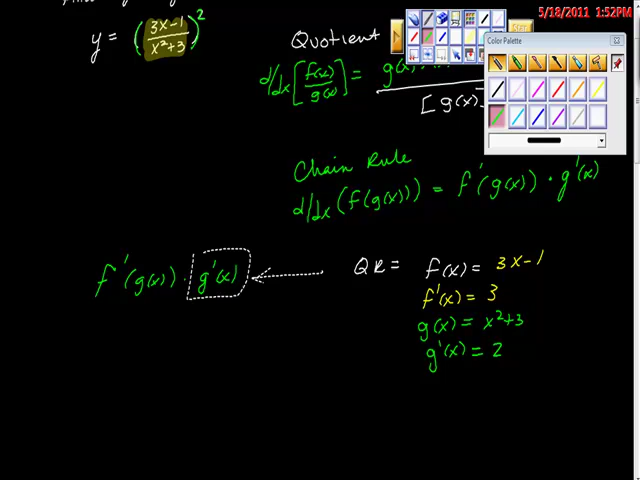 5/18/2011 1:52PM
Start
Color Palette
y = ( 3x-1 / x²+3 )²
Quotient
d/dx [ f(x) / g(x) ] = g(x)
[ g(x)
Chain Rule
d/dx (f(g(x))) = f'(g(x)) · g'(x)
f'(g(x)) · g'(x)
QR = f(x) = 3x-1
f'(x) = 3
g(x) = x²+3
g'(x) = 2